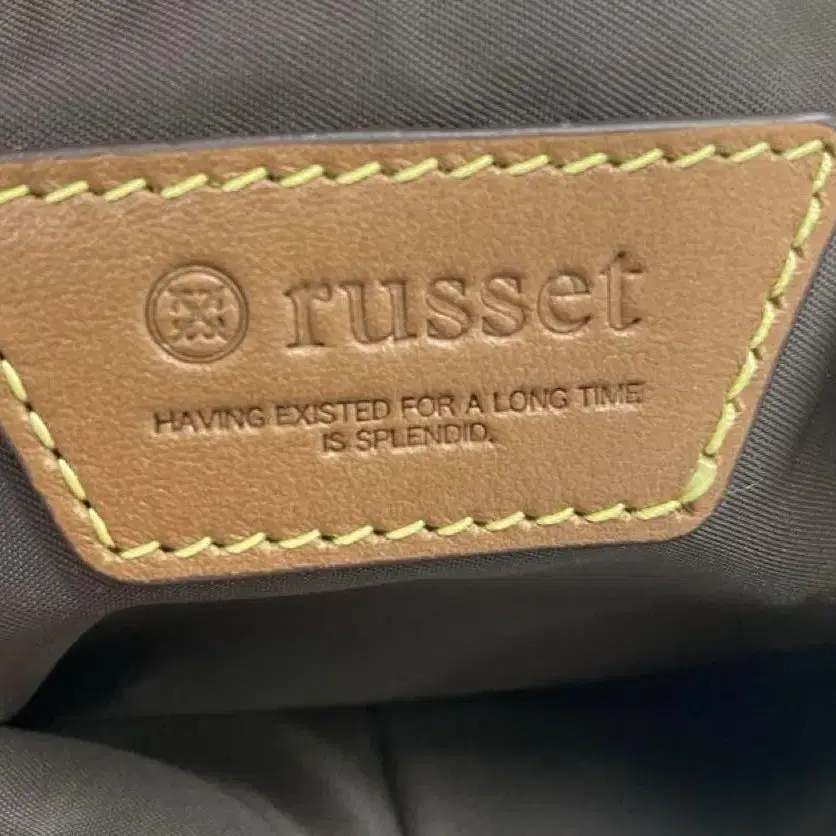 russet
HAVING EXISTED FOR A LONG TIME
IS SPLENDID.